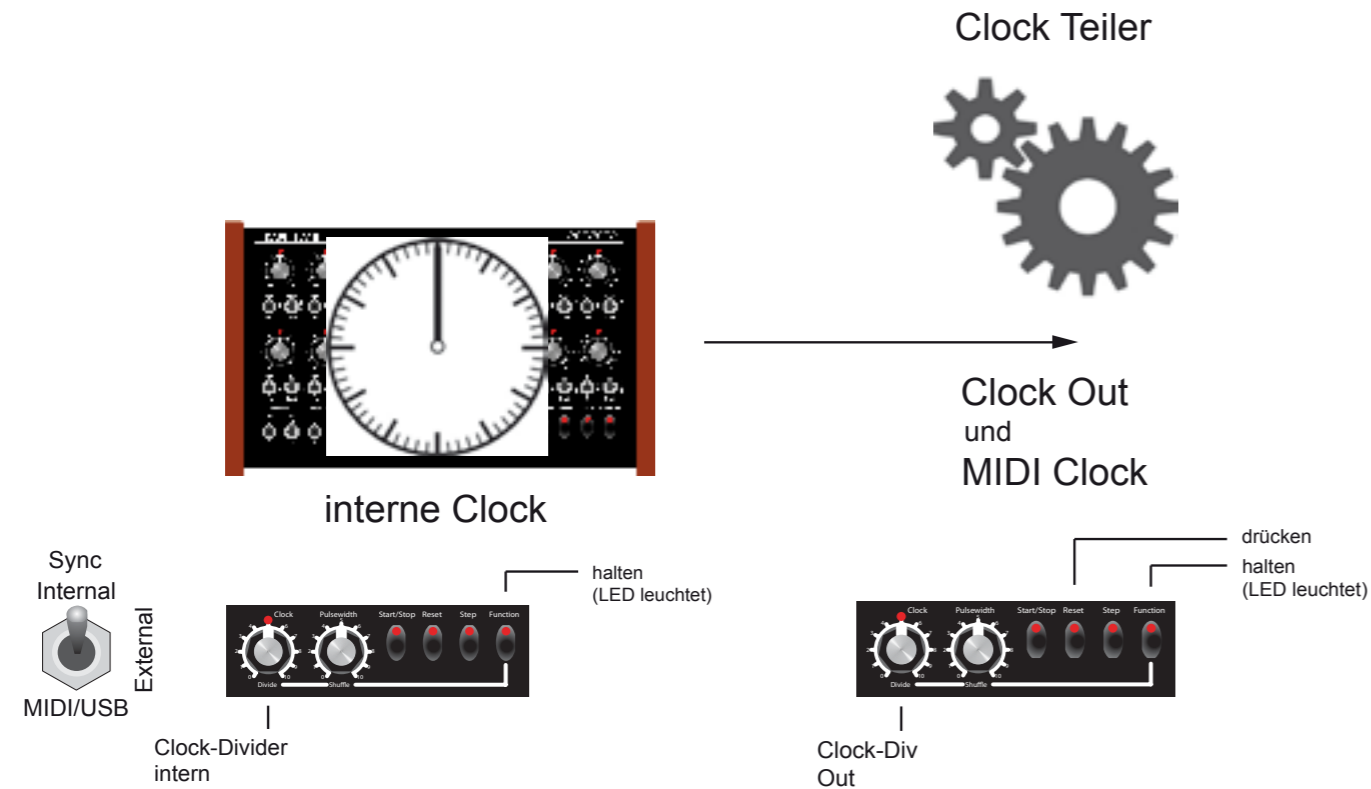 Clock Teiler
Clock Out
und
MIDI Clock
interne Clock
Sync
Internal
External
MIDI/USB
halten
(LED leuchtet)
Clock Pulsewidth Start/Stop Reset Step Function
Divide Shuffle
Clock-Divider
intern
drücken
halten
(LED leuchtet)
Clock Pulsewidth Start/Stop Reset Step Function
Divide Shuffle
Clock-Div
Out